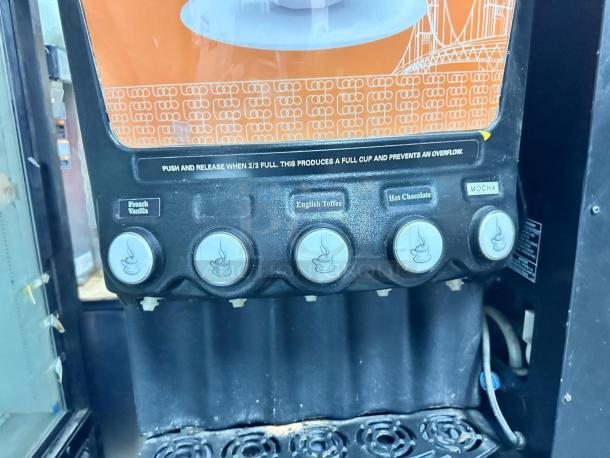 PUSH AND RELEASE WHEN 2/3 FULL. THIS PRODUCES A FULL CUP AND PREVENTS AN OVERFLOW.
French
Vanilla
English Toffee
Hot Chocolate
MOCHA